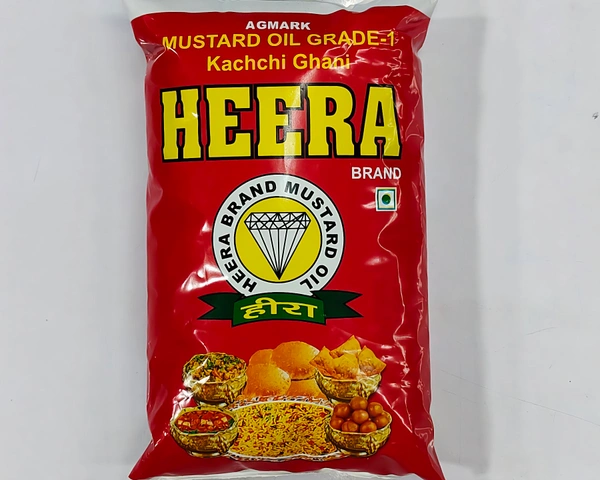 AGMARK
MUSTARD OIL GRADE-1
Kachchi Ghani
HEERA
BRAND
HEERA BRAND MUSTARD OIL
हीरा